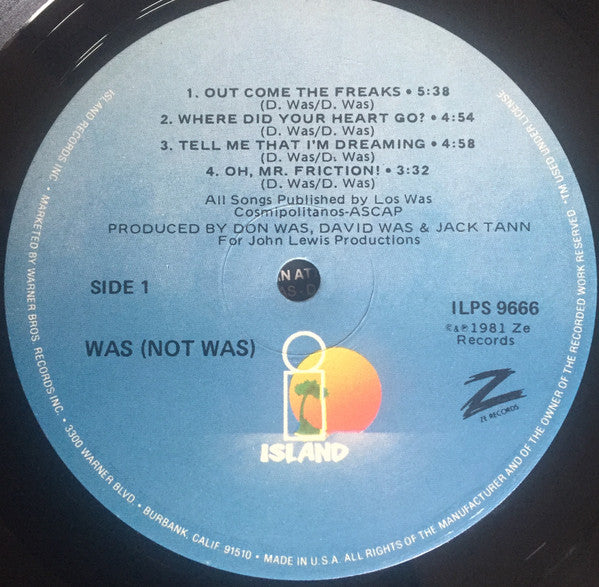 1. OUT COME THE FREAKS • 5:38
(D. Was/D. Was)
2. WHERE DID YOUR HEART GO? • 4:54
(D. Was/D. Was)
3. TELL ME THAT I'M DREAMING • 4:58
(D. Was/D. Was)
4. OH, MR. FRICTION! • 3:32
(D. Was/D. Was)
All Songs Published by Los Was
Cosmipolitanos-ASCAP
PRODUCED BY DON WAS, DAVID WAS & JACK TANN
For John Lewis Productions
SIDE 1
N AT
AS-D
ILPS 9666
©&℗1981 Ze
Records
WAS (NOT WAS)
Z
ZE RECORDS
ISLAND
ISLAND RECORDS INC. • MARKETED BY WARNER BROS. RECORDS INC. • 3300 WARNER BLVD. • BURBANK, CALIF. 91510 • MADE IN U.S.A. ALL RIGHTS OF THE MANUFACTURER AND OF THE OWNER OF THE RECORDED WORK RESERVED. *T'M USED UNDER LICENSE